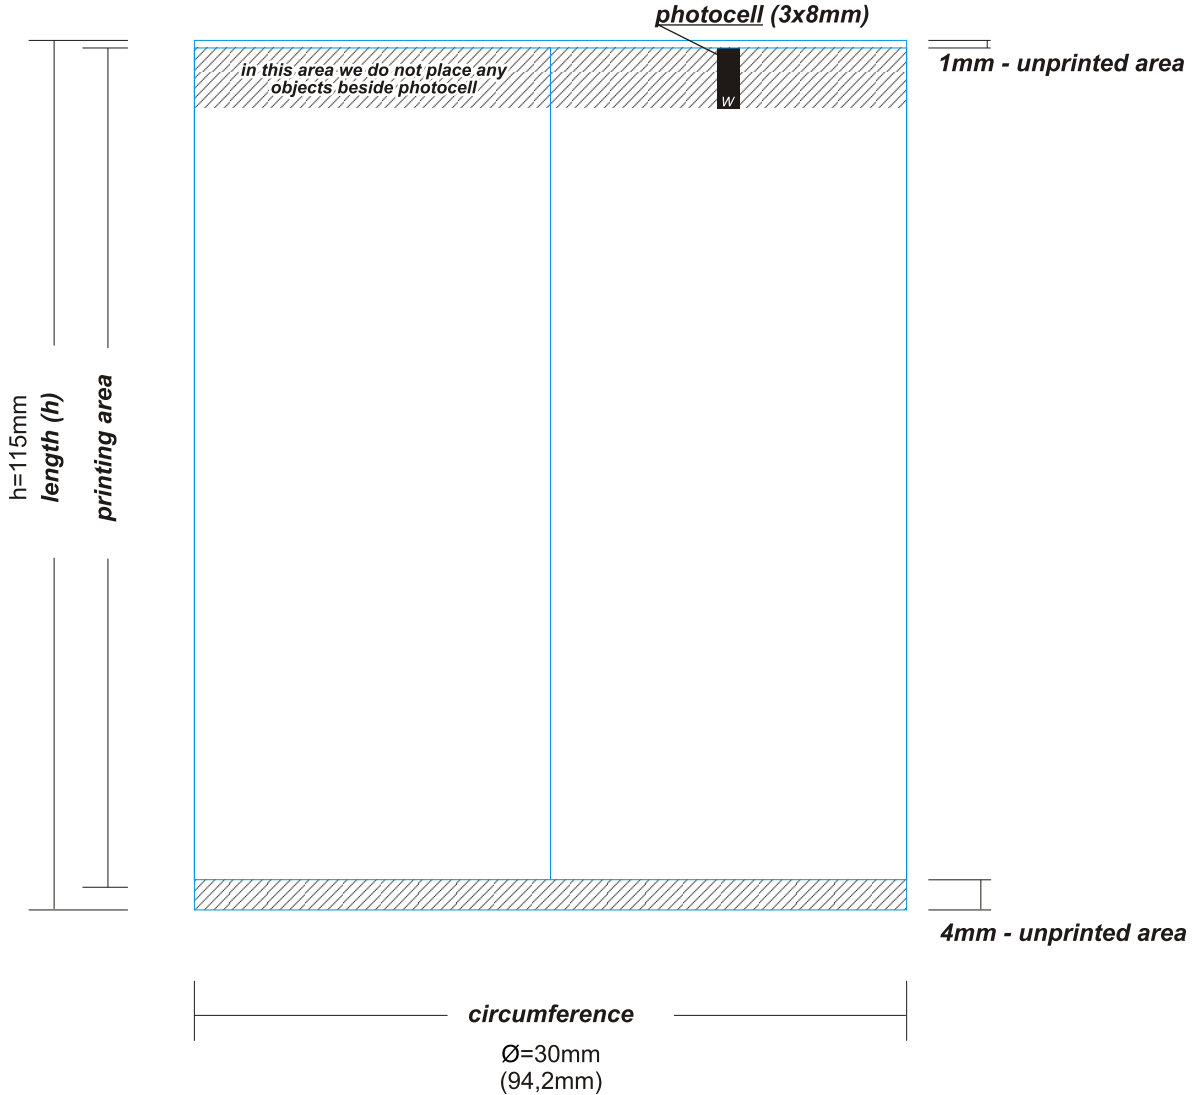 photocell (3x8mm)
1mm - unprinted area
in this area we do not place any
objects beside photocell
W
h=115mm
length (h)
printing area
4mm - unprinted area
circumference
Ø=30mm
(94,2mm)